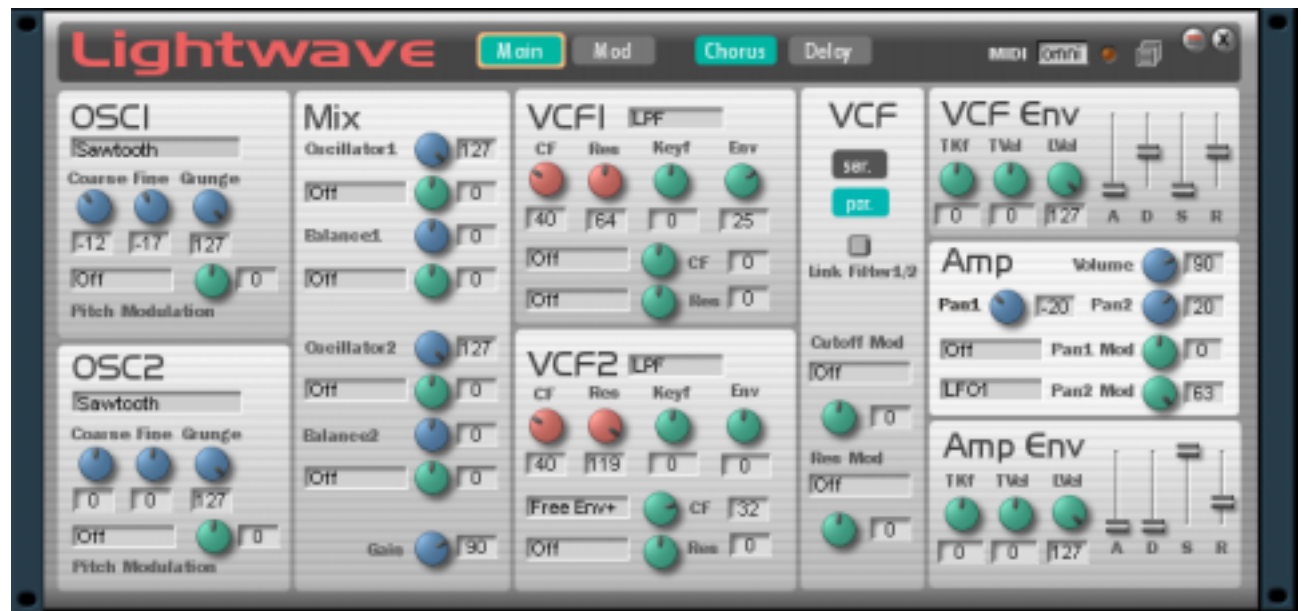 Lightwave
Main Mod Chorus Delay MIDI omni
OSC1
Sawtooth
Coarse Fine Grunge
-12 -17 127
Off 0
Pitch Modulation
OSC2
Sawtooth
Coarse Fine Grunge
0 0 127
Off 0
Pitch Modulation
Mix
Oscillator1 127
Off 0
Balance1 0
Off 0
Oscillator2 127
Off 0
Balance2 0
Off 0
Gain 90
VCF1 LPF
CF Res Keyf Env
40 64 0 25
Off CF 0
Off Res 0
VCF2 LPF
CF Res Keyf Env
40 119 0 0
Free Env+ CF 32
Off Res 0
VCF
ser.
par.
Link Filter1/2
Cutoff Mod
Off
0
Res Mod
Off
0
VCF Env
TKf TVel LVel
0 0 127 A D S R
Amp Volume 90
Pan1 -20 Pan2 20
Off Pan1 Mod 0
LFO1 Pan2 Mod 63
Amp Env
TKf TVel LVel
0 0 127 A D S R